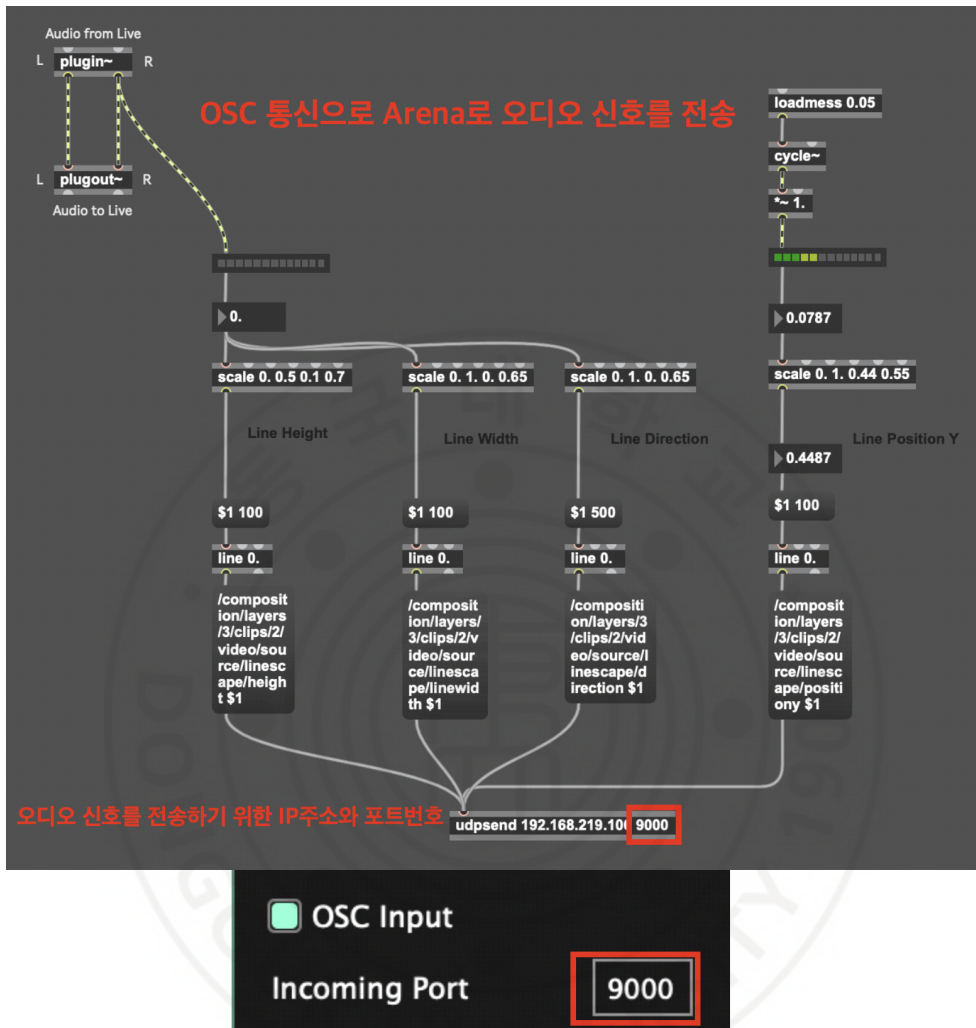 Audio from Live
L plugin~ R
OSC 통신으로 Arena로 오디오 신호를 전송
loadmess 0.05
cycle~
L plugout~ R
*~ 1.
Audio to Live
0.
0.0787
scale 0. 0.5 0.1 0.7
scale 0. 1. 0. 0.65
scale 0. 1. 0. 0.65
scale 0. 1. 0.44 0.55
Line Height
Line Width
Line Direction
Line Position Y
0.4487
$1 100
$1 100
$1 500
$1 100
line 0.
line 0.
line 0.
line 0.
/composit
ion/layers
/3/clips/2/
video/sou
rce/linesc
ape/heigh
t $1
/composit
ion/layers/
3/clips/2/v
ideo/sour
ce/linesca
pe/linewid
th $1
/compositi
on/layers/3
/clips/2/vid
eo/source/l
inescape/d
irection $1
/composit
ion/layers
/3/clips/2/
video/sou
rce/linesc
ape/positi
ony $1
오디오 신호를 전송하기 위한 IP주소와 포트번호
udpsend 9000
OSC Input
Incoming Port 9000